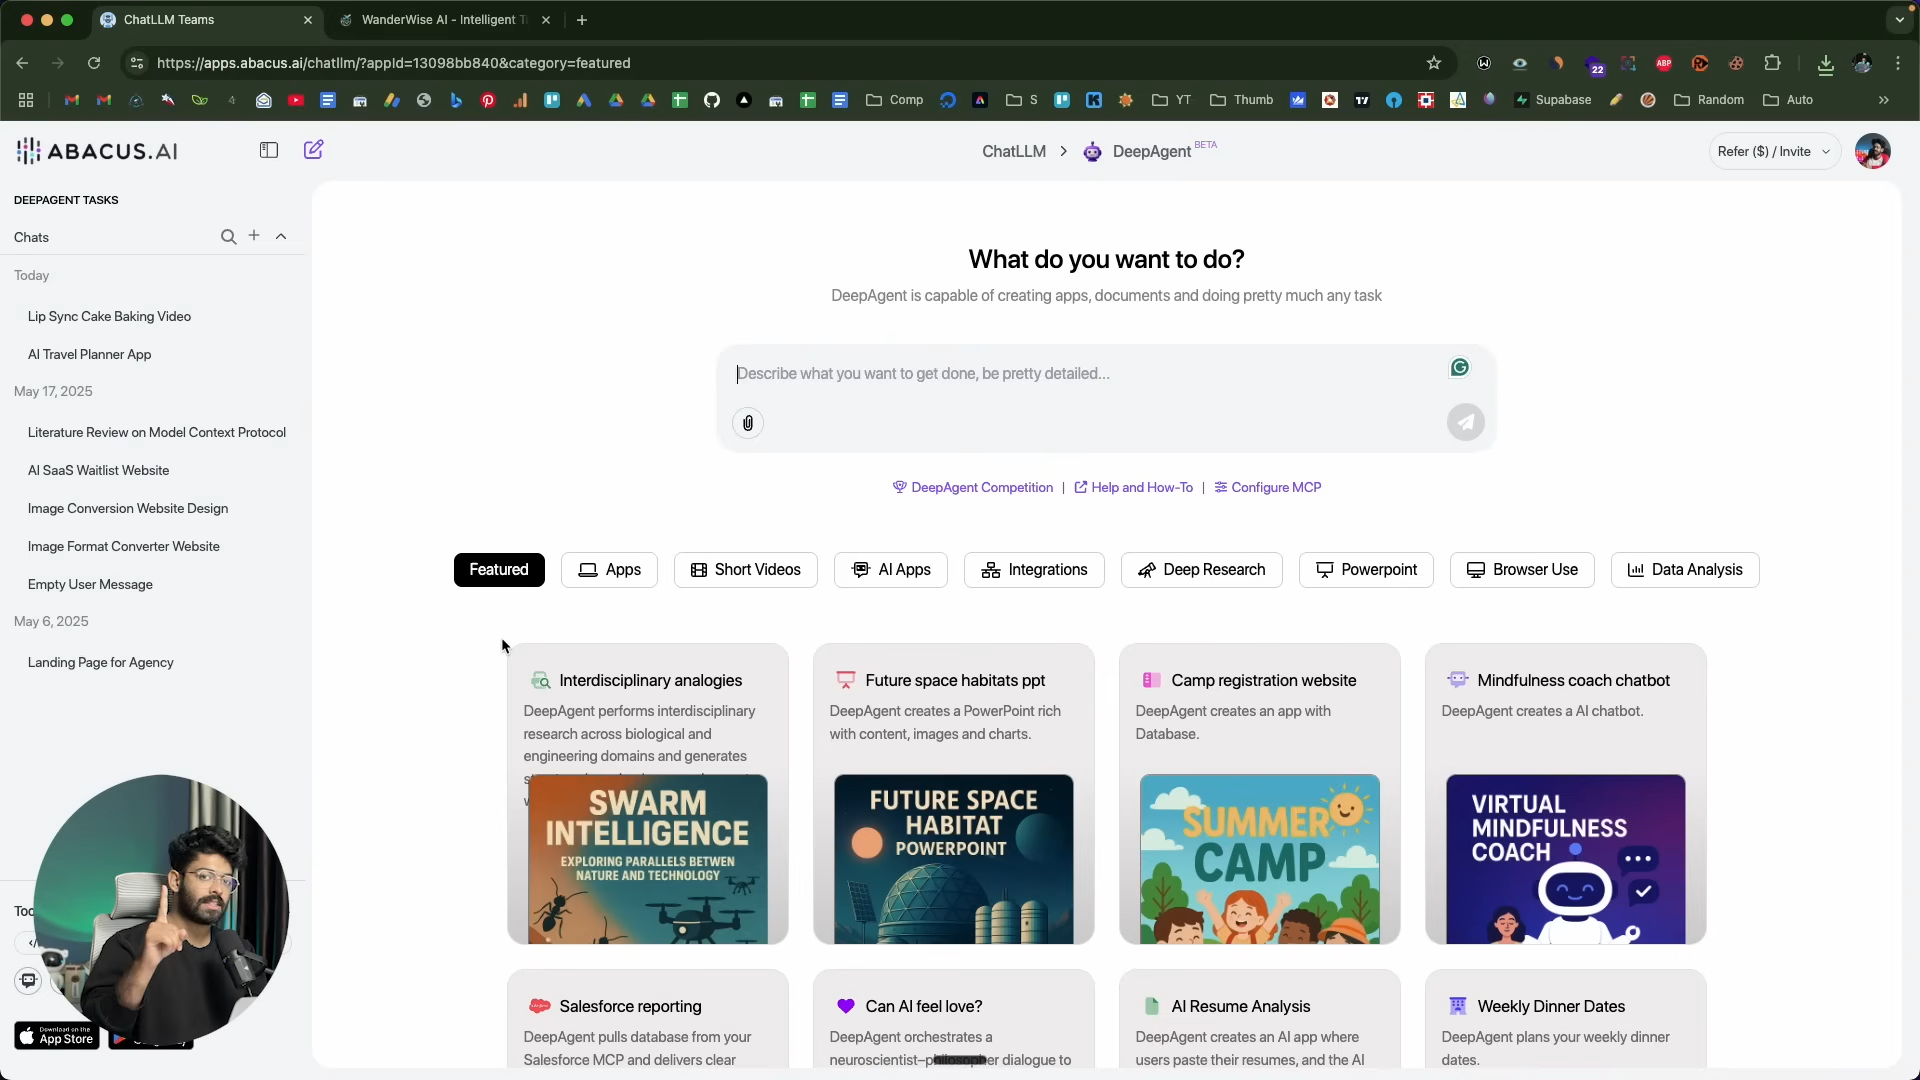 ChatLLM Teams
WanderWise AI - Intelligent T
https://apps.abacus.ai/chatllm/?appId=13098bb840&category=featured
22
ABP
Comp
S
YT
Thumb
Supabase
Random
Auto
ABACUS.AI
ChatLLM > DeepAgent BETA
Refer ($) / Invite
DEEPAGENT TASKS
Chats
Today
Lip Sync Cake Baking Video
AI Travel Planner App
May 17, 2025
Literature Review on Model Context Protocol
AI SaaS Waitlist Website
Image Conversion Website Design
Image Format Converter Website
Empty User Message
May 6, 2025
Landing Page for Agency
Download on the
App Store
What do you want to do?
DeepAgent is capable of creating apps, documents and doing pretty much any task
Describe what you want to get done, be pretty detailed...
DeepAgent Competition | Help and How-To | Configure MCP
Featured
Apps
Short Videos
AI Apps
Integrations
Deep Research
Powerpoint
Browser Use
Data Analysis
Interdisciplinary analogies
DeepAgent performs interdisciplinary
research across biological and
engineering domains and generates
SWARM
INTELLIGENCE
EXPLORING PARALLELS BETWEN
NATURE AND TECHNOLOGY
Future space habitats ppt
DeepAgent creates a PowerPoint rich
with content, images and charts.
FUTURE SPACE
HABITAT
POWERPOINT
Camp registration website
DeepAgent creates an app with
Database.
SUMMER
CAMP
Mindfulness coach chatbot
DeepAgent creates a AI chatbot.
VIRTUAL
MINDFULNESS
COACH
Salesforce reporting
DeepAgent pulls database from your
Salesforce MCP and delivers clear
Can AI feel love?
DeepAgent orchestrates a
neuroscientist–philosopher dialogue to
AI Resume Analysis
DeepAgent creates an AI app where
users paste their resumes, and the AI
Weekly Dinner Dates
DeepAgent plans your weekly dinner
dates.